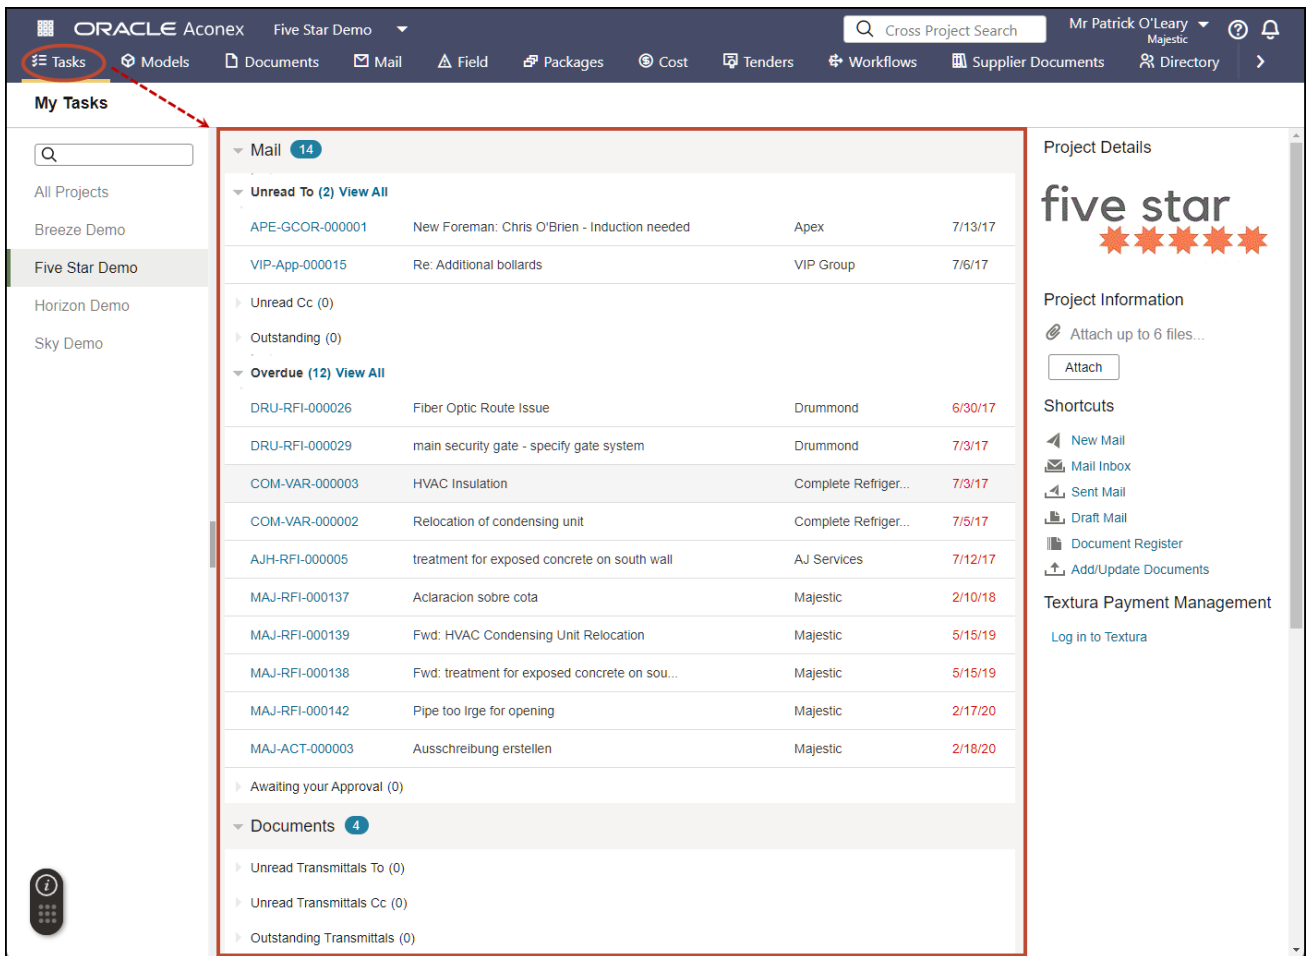 ORACLE Aconex Five Star Demo Cross Project Search Mr Patrick O'Leary
Majestic
Tasks Models Documents Mail Field Packages Cost Tenders Workflows Supplier Documents Directory
My Tasks
All Projects
Breeze Demo
Five Star Demo
Horizon Demo
Sky Demo
Mail 14
Unread To (2) View All
APE-GCOR-000001 New Foreman: Chris O'Brien - Induction needed Apex 7/13/17
VIP-App-000015 Re: Additional bollards VIP Group 7/6/17
Unread Cc (0)
Outstanding (0)
Overdue (12) View All
DRU-RFI-000026 Fiber Optic Route Issue Drummond 6/30/17
DRU-RFI-000029 main security gate - specify gate system Drummond 7/3/17
COM-VAR-000003 HVAC Insulation Complete Refriger... 7/3/17
COM-VAR-000002 Relocation of condensing unit Complete Refriger... 7/5/17
AJH-RFI-000005 treatment for exposed concrete on south wall AJ Services 7/12/17
MAJ-RFI-000137 Aclaracion sobre cota Majestic 2/10/18
MAJ-RFI-000139 Fwd: HVAC Condensing Unit Relocation Majestic 5/15/19
MAJ-RFI-000138 Fwd: treatment for exposed concrete on sou... Majestic 5/15/19
MAJ-RFI-000142 Pipe too lrge for opening Majestic 2/17/20
MAJ-ACT-000003 Ausschreibung erstellen Majestic 2/18/20
Awaiting your Approval (0)
Documents 4
Unread Transmittals To (0)
Unread Transmittals Cc (0)
Outstanding Transmittals (0)
Project Details
five star
Project Information
Attach up to 6 files...
Attach
Shortcuts
New Mail
Mail Inbox
Sent Mail
Draft Mail
Document Register
Add/Update Documents
Textura Payment Management
Log in to Textura